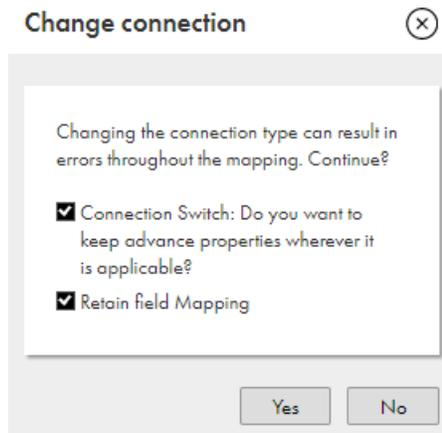 Change connection
Changing the connection type can result in
errors throughout the mapping. Continue?
Connection Switch: Do you want to
keep advance properties wherever it
is applicable?
Retain field Mapping
Yes
No